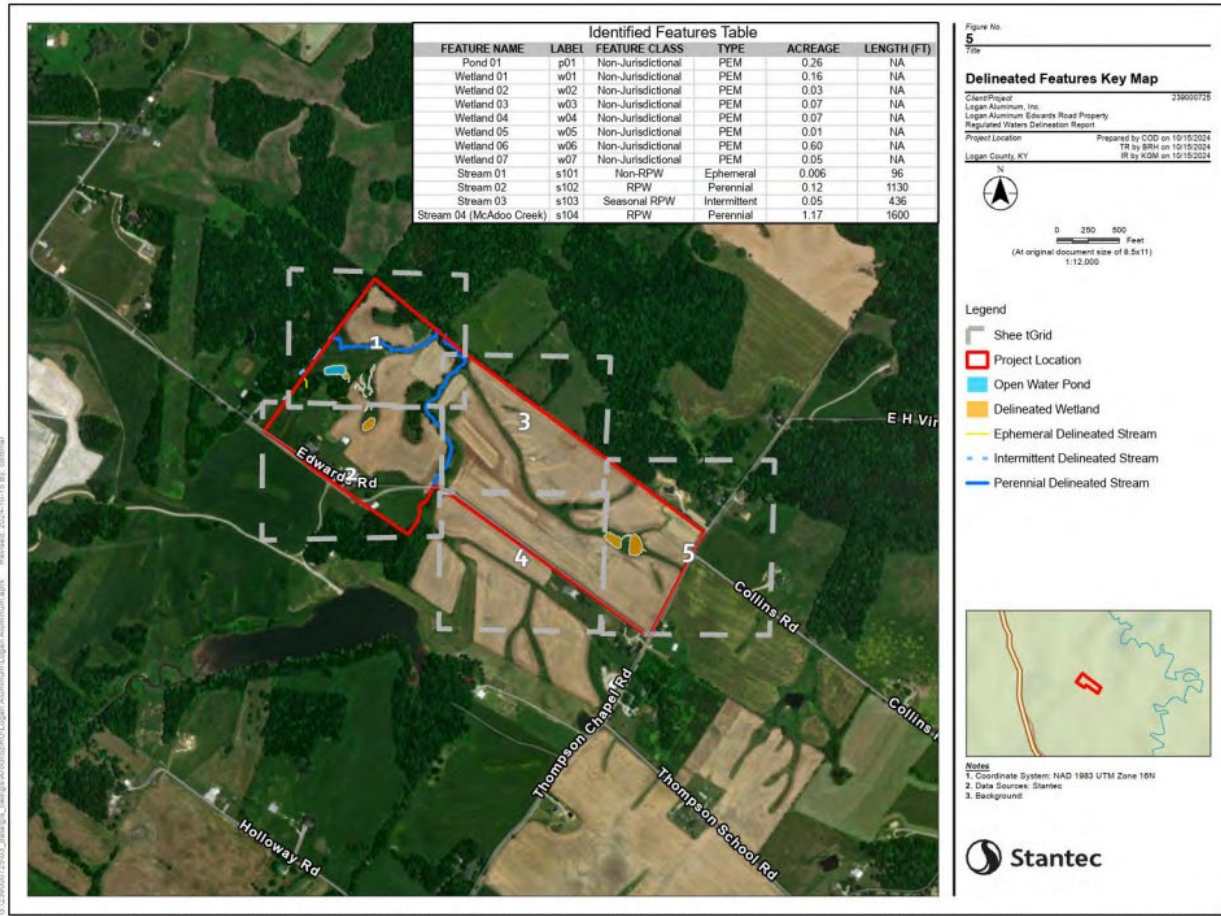 Identified Features Table
FEATURE NAME LABEL FEATURE CLASS TYPE ACREAGE LENGTH (FT)
Pond 01 p01 Non-Jurisdictional PEM 0.26 NA
Wetland 01 w01 Non-Jurisdictional PEM 0.16 NA
Wetland 02 w02 Non-Jurisdictional PEM 0.03 NA
Wetland 03 w03 Non-Jurisdictional PEM 0.07 NA
Wetland 04 w04 Non-Jurisdictional PEM 0.07 NA
Wetland 05 w05 Non-Jurisdictional PEM 0.01 NA
Wetland 06 w06 Non-Jurisdictional PEM 0.60 NA
Wetland 07 w07 Non-Jurisdictional PEM 0.05 NA
Stream 01 s101 Non-RPW Ephemeral 0.006 96
Stream 02 s102 RPW Perennial 0.12 1130
Stream 03 s103 Seasonal RPW Intermittent 0.05 436
Stream 04 (McAdoo Creek) s104 RPW Perennial 1.17 1600
1
3
E H Vir
2
Edwards Rd
4
5
Collins Rd
Collins
Thompson Chapel Rd
Thompson School Rd
Holloway Rd
Figure No.
5
Title
Delineated Features Key Map
Client/Project 239000725
Logan Aluminum, Inc.
Logan Aluminum Edwards Road Property
Regulated Waters Delineation Report
Project Location Prepared by COD on 10/15/2024
TR by BRH on 10/15/2024
Logan County, KY IR by KGM on 10/15/2024
N
0 250 500
Feet
(At original document size of 8.5x11)
1:12,000
Legend
Shee tGrid
Project Location
Open Water Pond
Delineated Wetland
Ephemeral Delineated Stream
Intermittent Delineated Stream
Perennial Delineated Stream
Notes
1. Coordinate System: NAD 1983 UTM Zone 16N
2. Data Sources: Stantec
3. Background:
Stantec